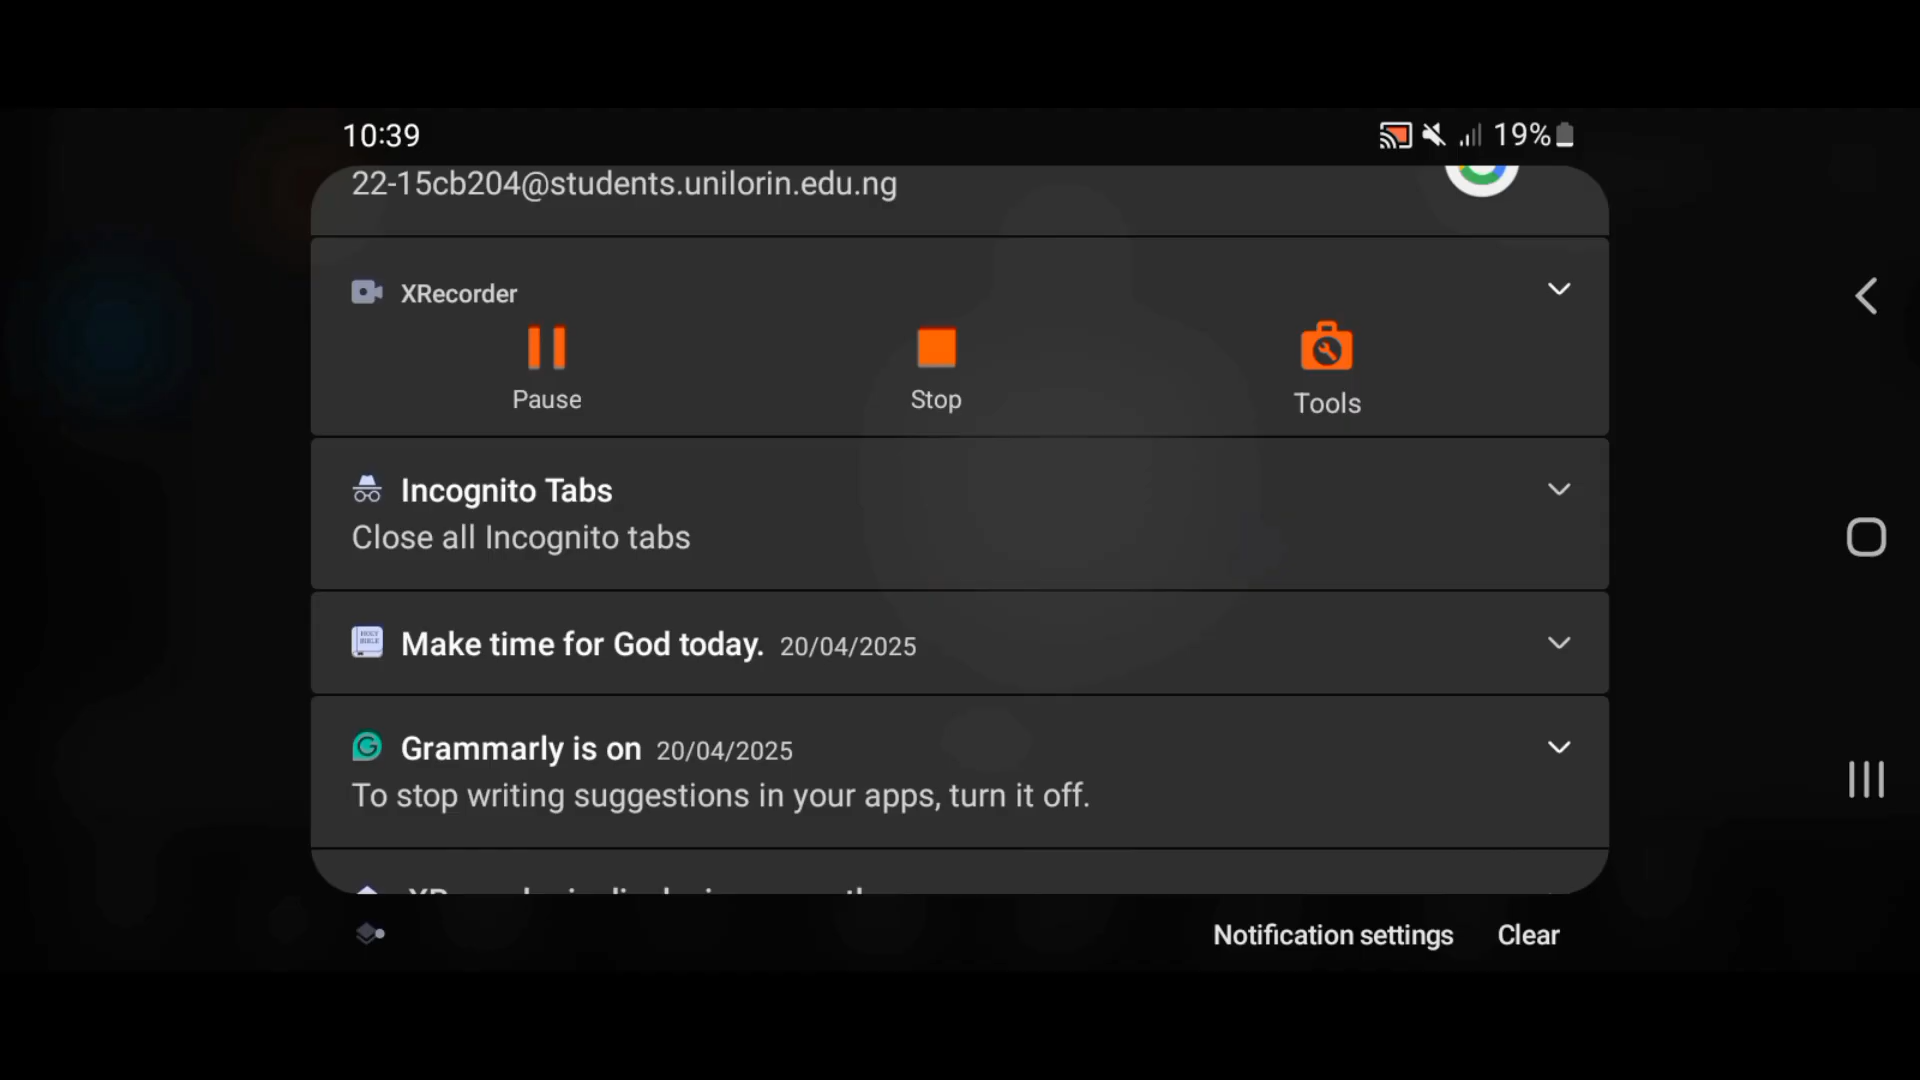 10:39
19%
22-15cb204@students.unilorin.edu.ng
XRecorder
Pause
Stop
Tools
Incognito Tabs
Close all Incognito tabs
HOLY BIBLE
Make time for God today. 20/04/2025
Grammarly is on 20/04/2025
To stop writing suggestions in your apps, turn it off.
Notification settings
Clear